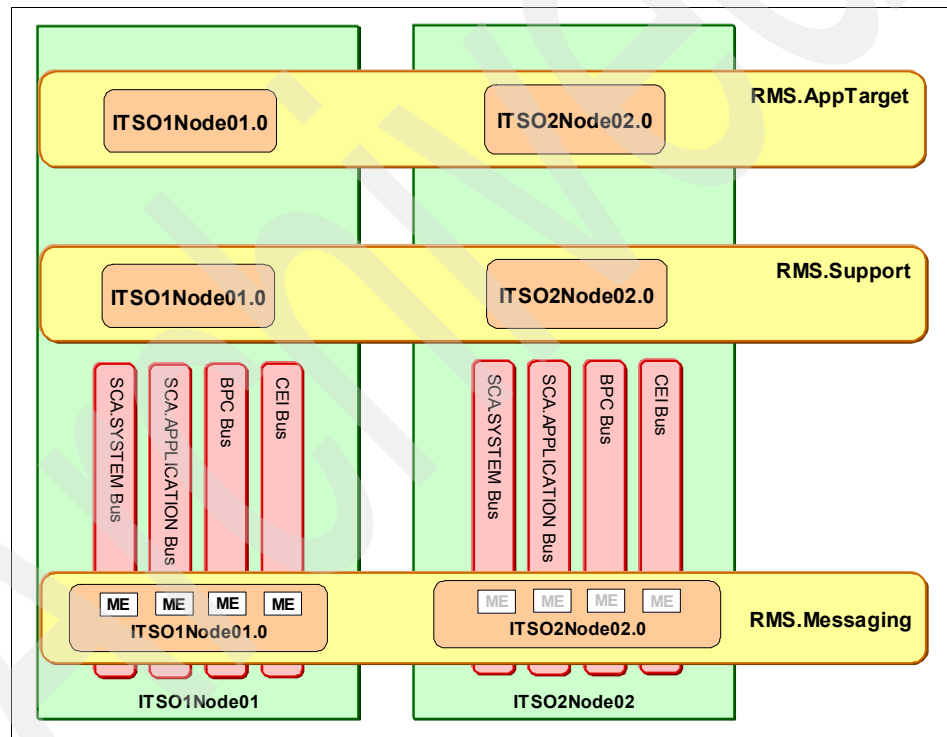 RMS.AppTarget
ITSO1Node01.0
ITSO2Node02.0
RMS.Support
ITSO1Node01.0
ITSO2Node02.0
SCA.SYSTEM Bus
SCA.APPLICATION Bus
BPC Bus
CEI Bus
SCA.SYSTEM Bus
SCA.APPLICATION Bus
BPC Bus
CEI Bus
ME ME ME ME
ITSO1Node01.0
ME ME ME ME
ITSO2Node02.0
RMS.Messaging
ITSO1Node01
ITSO2Node02